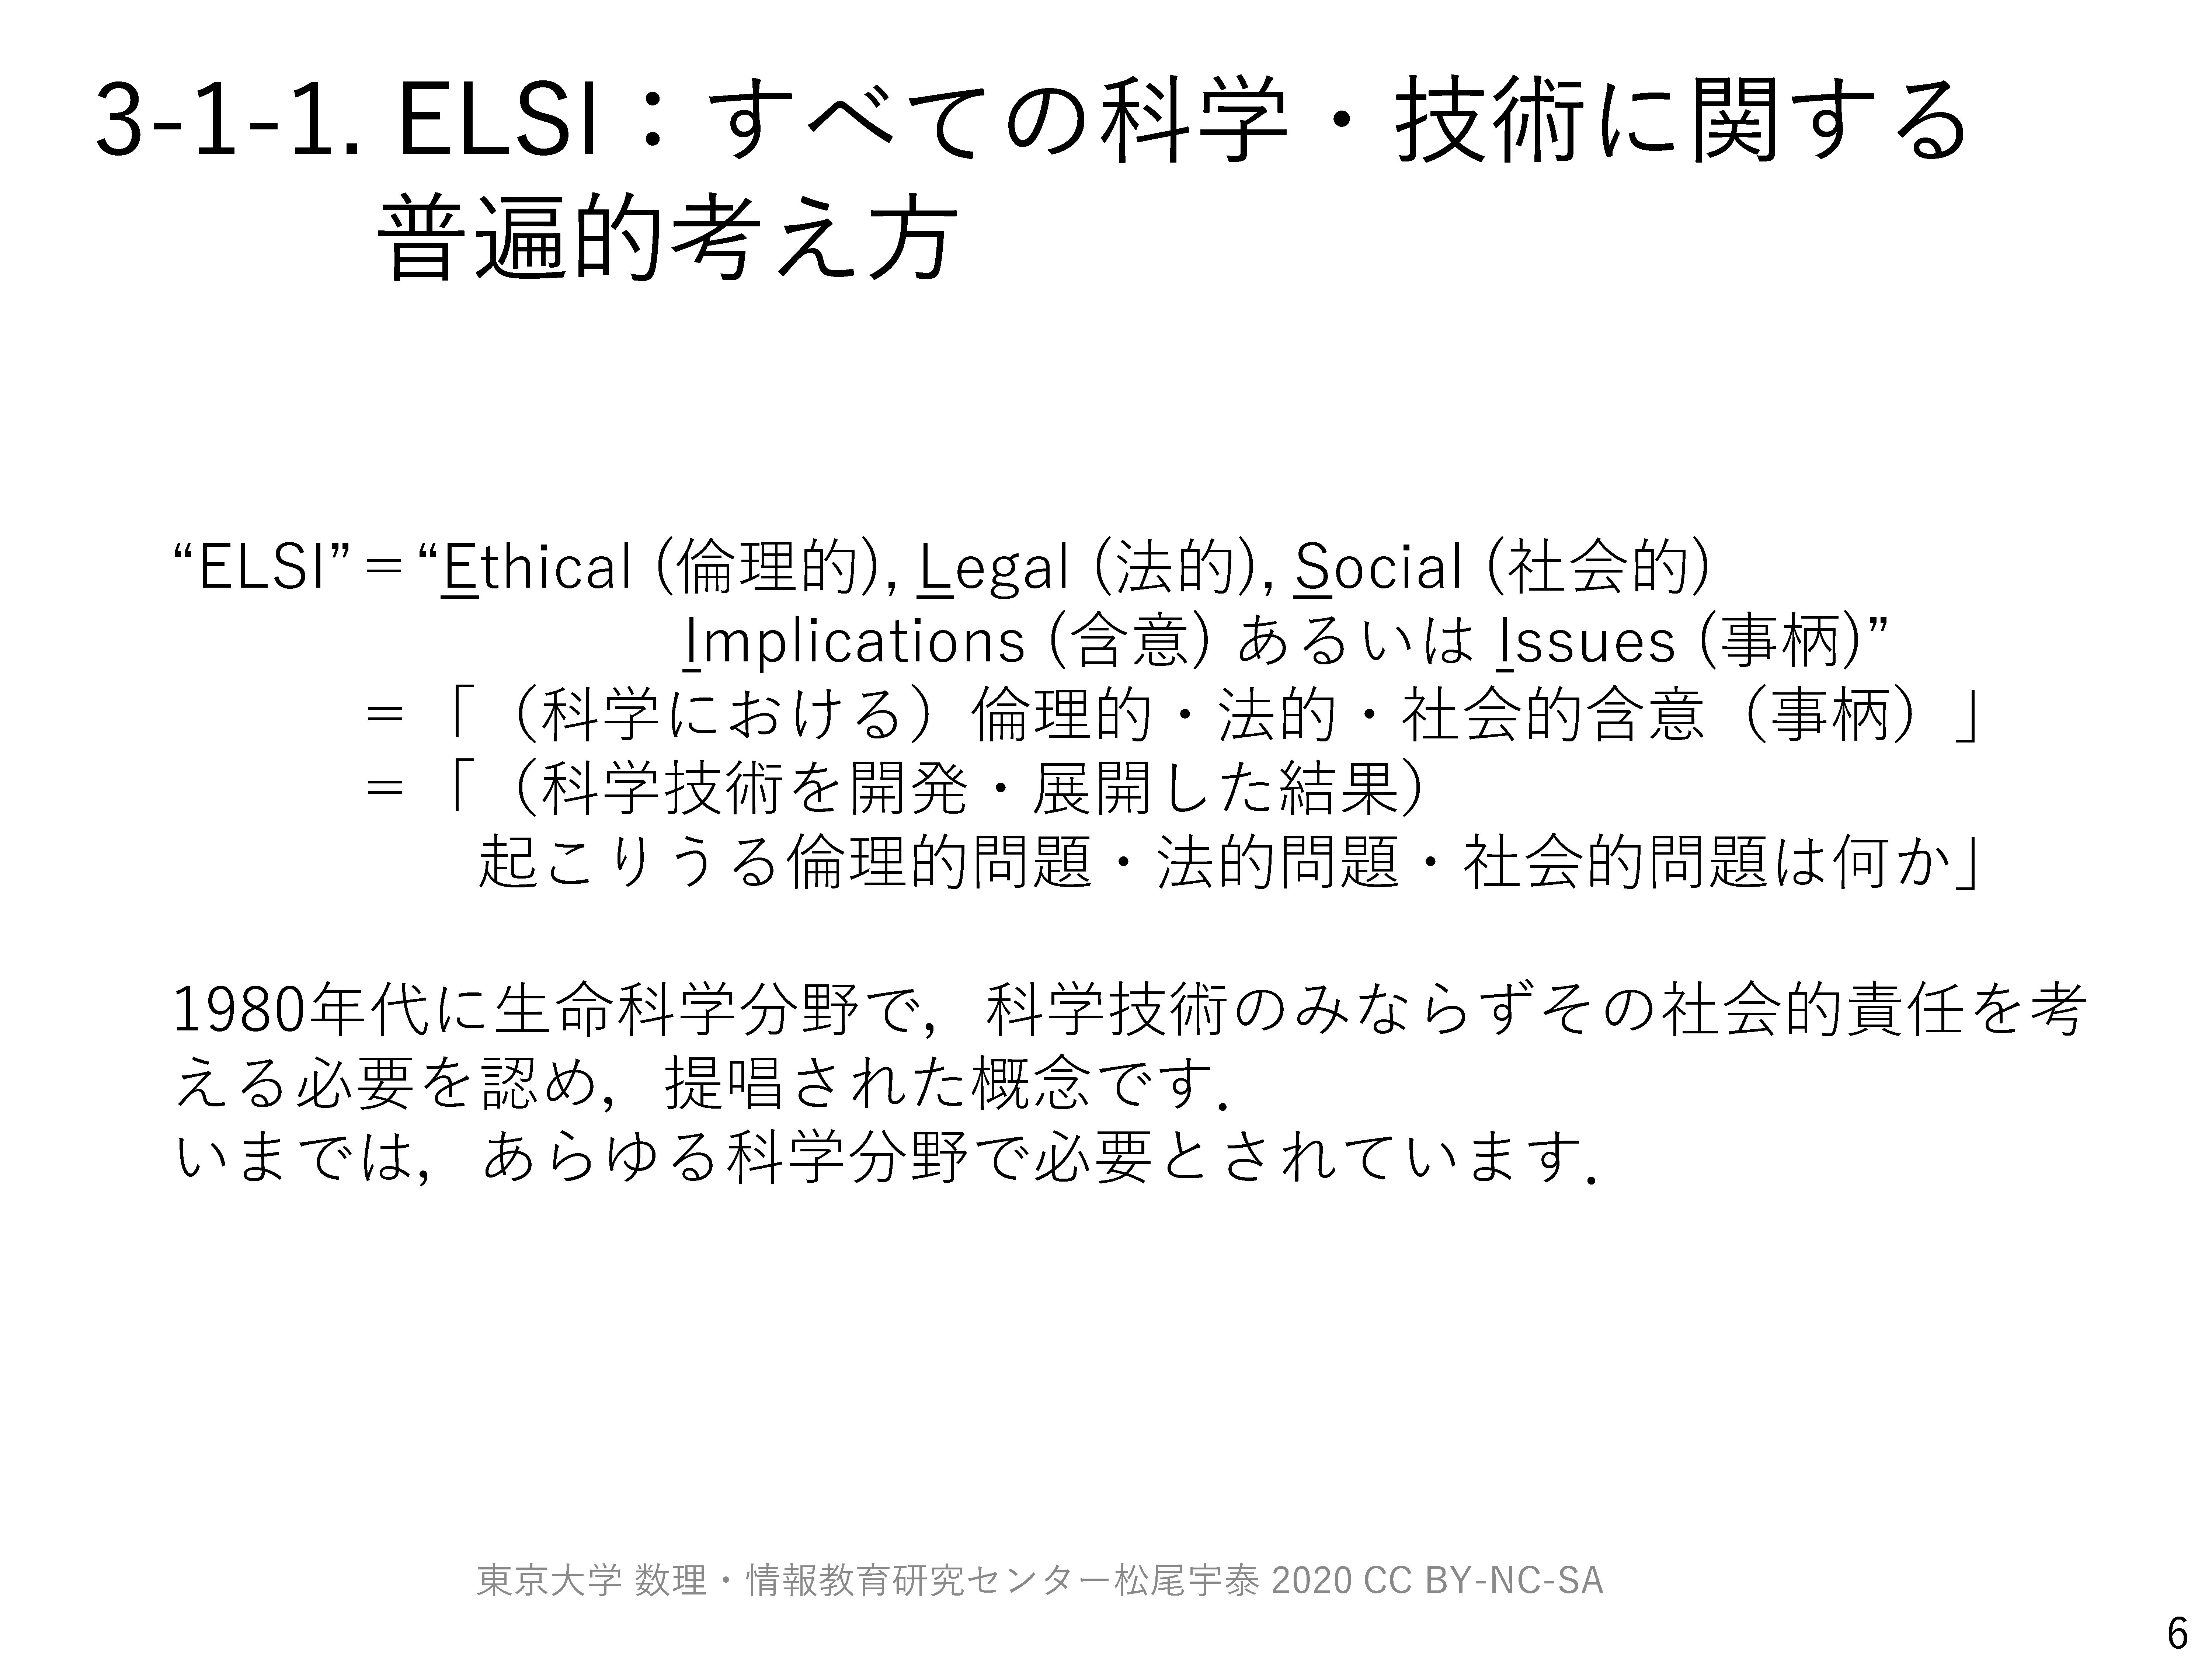 3-1-1. ELSI：すべての科学・技術に関する
普遍的考え方
“ELSI”＝“Ethical (倫理的), Legal (法的), Social (社会的)
Implications (含意) あるいは Issues (事柄)”
＝「（科学における）倫理的・法的・社会的含意（事柄）」
＝「（科学技術を開発・展開した結果）
起こりうる倫理的問題・法的問題・社会的問題は何か」
1980年代に生命科学分野で，科学技術のみならずその社会的責任を考
える必要を認め，提唱された概念です．
いまでは，あらゆる科学分野で必要とされています．
東京大学 数理・情報教育研究センター松尾宇泰 2020 CC BY-NC-SA
6